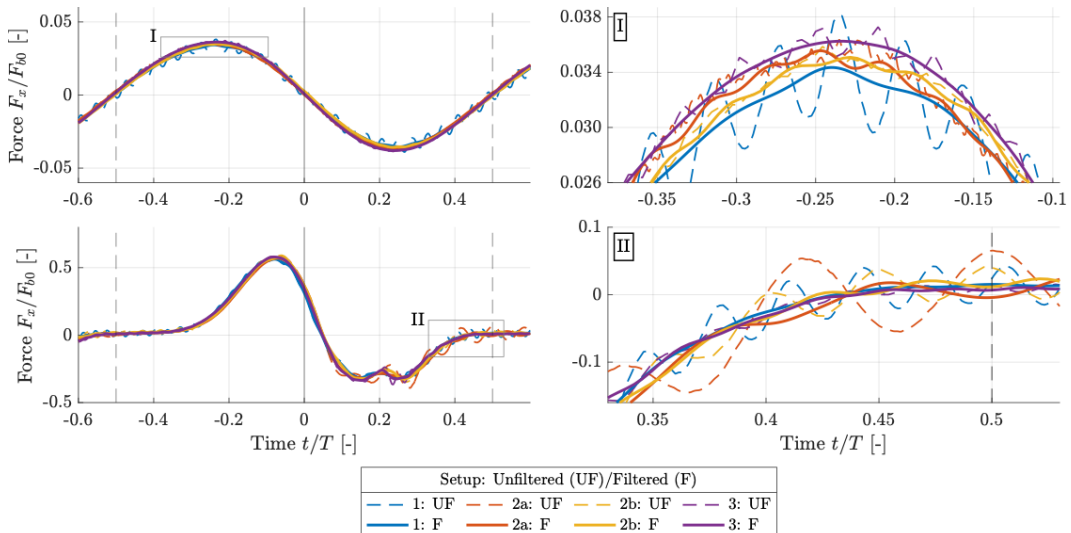 Force F_x/F_b0 [-]
0.05
0
-0.05
I
-0.6 -0.4 -0.2 0 0.2 0.4
I
0.038
0.034
0.030
0.026
-0.35 -0.3 -0.25 -0.2 -0.15 -0.1
Force F_x/F_b0 [-]
0.5
0
-0.5
II
-0.6 -0.4 -0.2 0 0.2 0.4
Time t/T [-]
II
0.1
0
-0.1
0.35 0.4 0.45 0.5
Time t/T [-]
Setup: Unfiltered (UF)/Filtered (F)
1: UF 2a: UF 2b: UF 3: UF
1: F 2a: F 2b: F 3: F